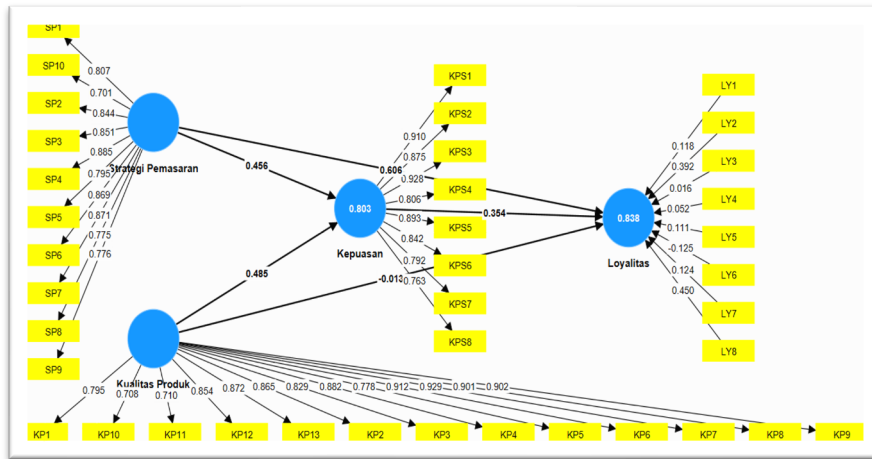 SP1
SP10
SP2
SP3
SP4
SP5
SP6
SP7
SP8
SP9
0.807
0.701
0.844
0.851
0.885
0.795
0.869
0.871
0.775
0.776
Strategi Pemasaran
0.456
0.606
0.803
Kepuasan
0.354
0.485
-0.013
KPS1
KPS2
KPS3
KPS4
KPS5
KPS6
KPS7
KPS8
0.910
0.875
0.928
0.806
0.893
0.842
0.792
0.763
0.838
Loyalitas
LY1
LY2
LY3
LY4
LY5
LY6
LY7
LY8
0.118
0.392
0.016
0.052
0.111
-0.125
0.124
0.450
Kualitas Produk
0.795
0.708
0.710
0.854
0.872
0.865
0.829
0.882
0.778
0.912
0.929
0.901
0.902
KP1
KP10
KP11
KP12
KP13
KP2
KP3
KP4
KP5
KP6
KP7
KP8
KP9